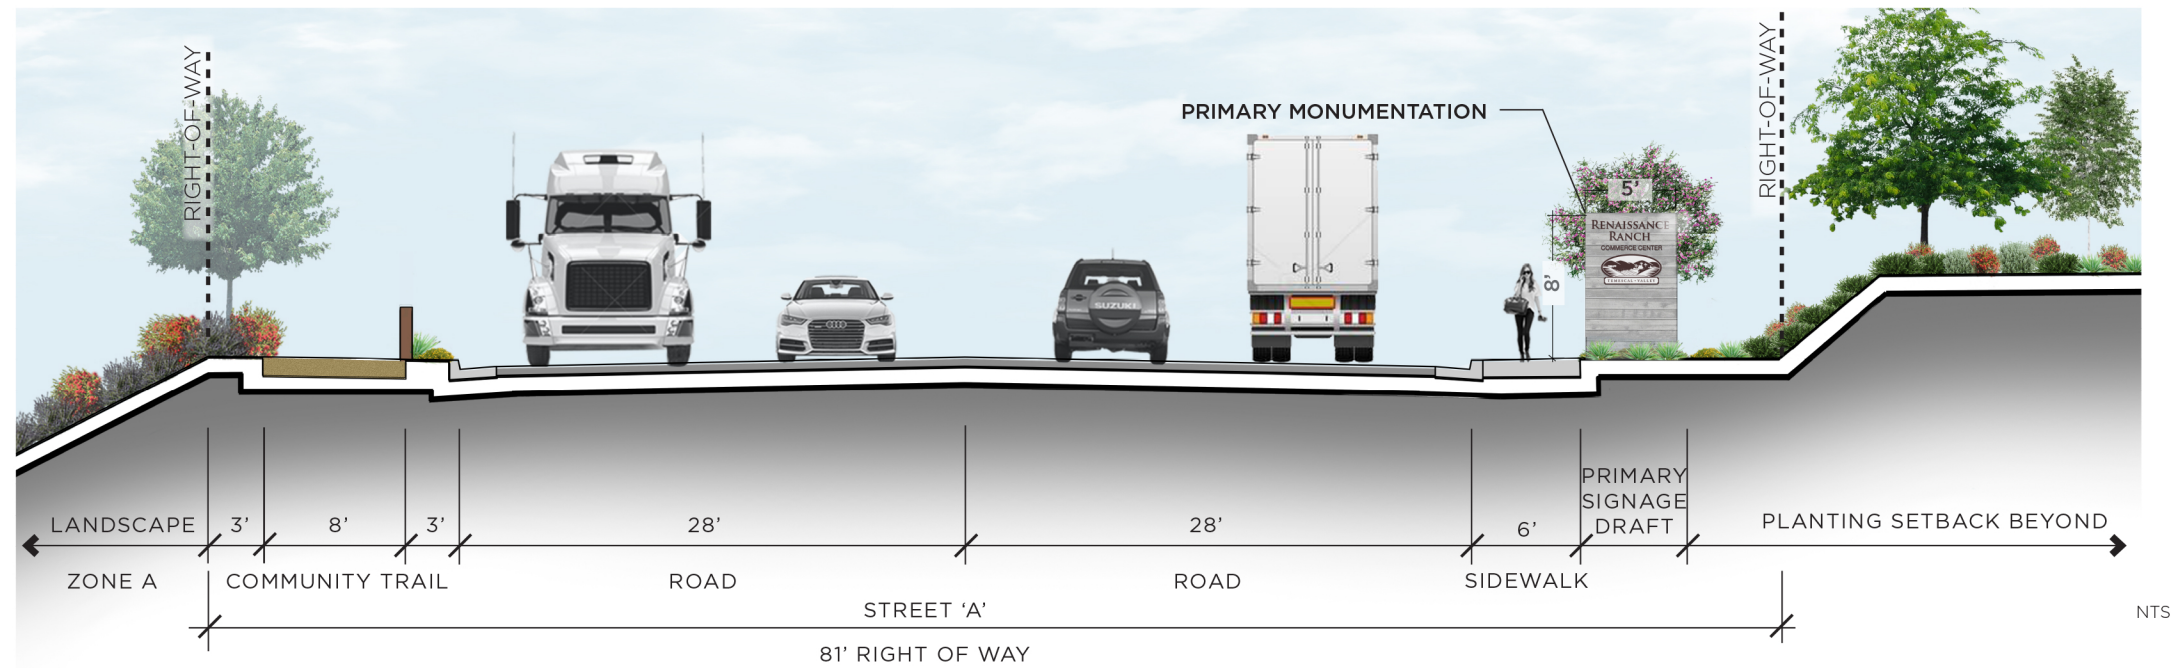 RIGHT-OF-WAY
RIGHT-OF-WAY
PRIMARY MONUMENTATION
5’
8’
RENAISSANCE
RANCH
COMMERCE CENTER
TEMESCAL VALLEY
SUZUKI
LANDSCAPE
3’
8’
3’
28’
28’
6’
PRIMARY
SIGNAGE
DRAFT
PLANTING SETBACK BEYOND
ZONE A
COMMUNITY TRAIL
ROAD
ROAD
SIDEWALK
STREET ‘A’
81’ RIGHT OF WAY
NTS